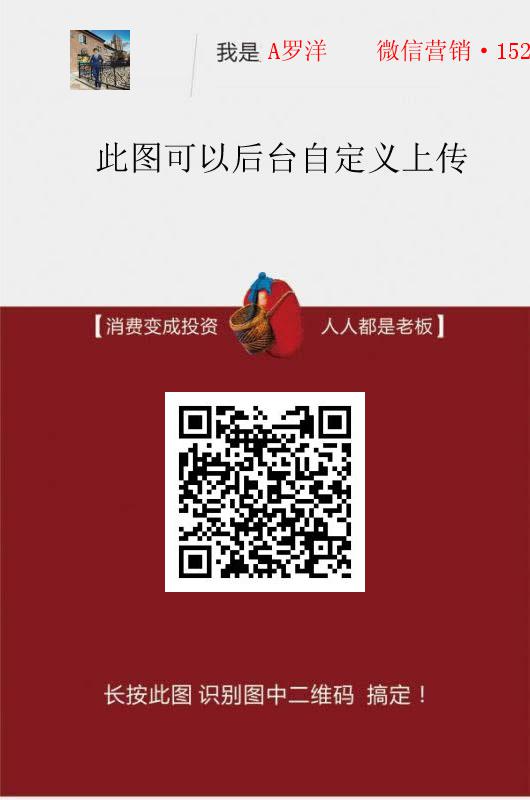 我是 A罗洋 微信营销·152
此图可以后台自定义上传
【消费变成投资 人人都是老板】
长按此图 识别图中二维码 搞定！